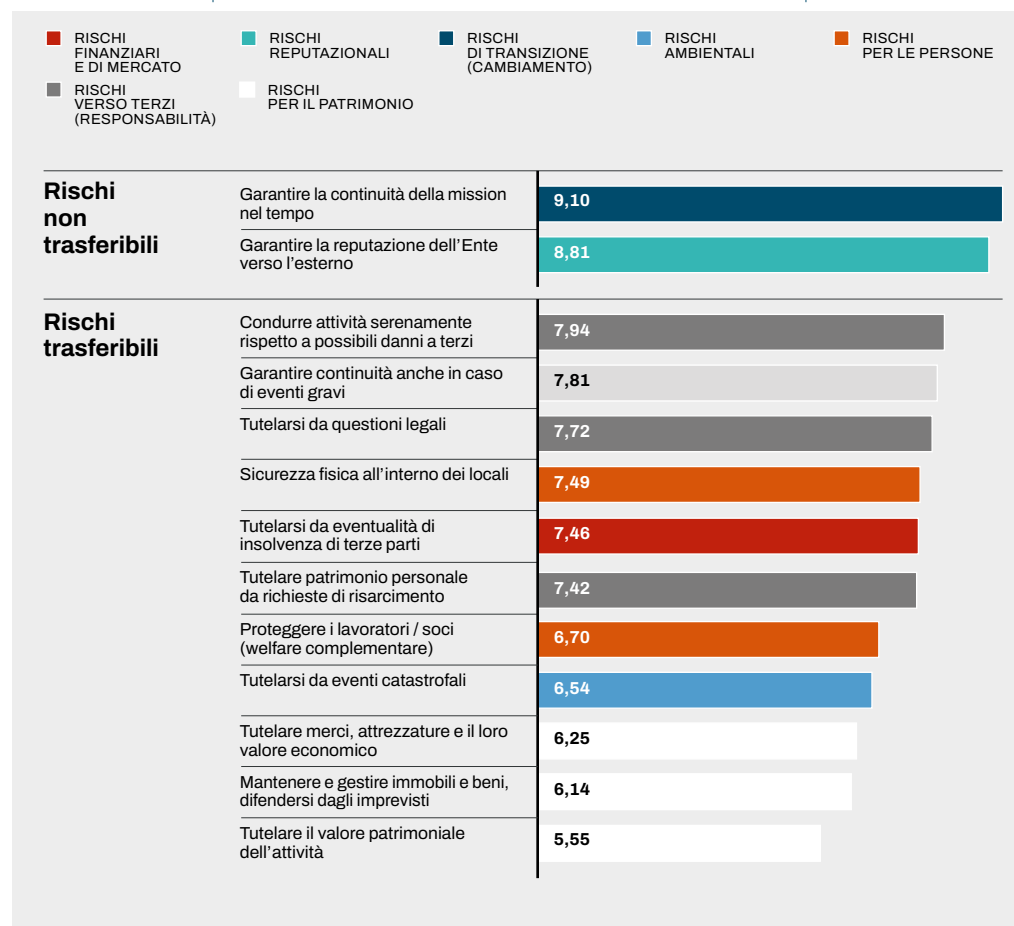 RISCHI
FINANZIARI
E DI MERCATO
RISCHI
REPUTAZIONALI
RISCHI
DI TRANSIZIONE
(CAMBIAMENTO)
RISCHI
AMBIENTALI
RISCHI
PER LE PERSONE
RISCHI
VERSO TERZI
(RESPONSABILITÀ)
RISCHI
PER IL PATRIMONIO
Rischi
non
trasferibili
Garantire la continuità della mission
nel tempo
9,10
Garantire la reputazione dell'Ente
verso l'esterno
8,81
Rischi
trasferibili
Condurre attività serenamente
rispetto a possibili danni a terzi
7,94
Garantire continuità anche in caso
di eventi gravi
7,81
Tutelarsi da questioni legali
7,72
Sicurezza fisica all'interno dei locali
7,49
Tutelarsi da eventualità di
insolvenza di terze parti
7,46
Tutelare patrimonio personale
da richieste di risarcimento
7,42
Proteggere i lavoratori / soci
(welfare complementare)
6,70
Tutelarsi da eventi catastrofali
6,54
Tutelare merci, attrezzature e il loro
valore economico
6,25
Mantenere e gestire immobili e beni,
difendersi dagli imprevisti
6,14
Tutelare il valore patrimoniale
dell'attività
5,55